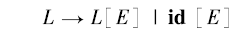 L → L [ E ] | id [ E ]